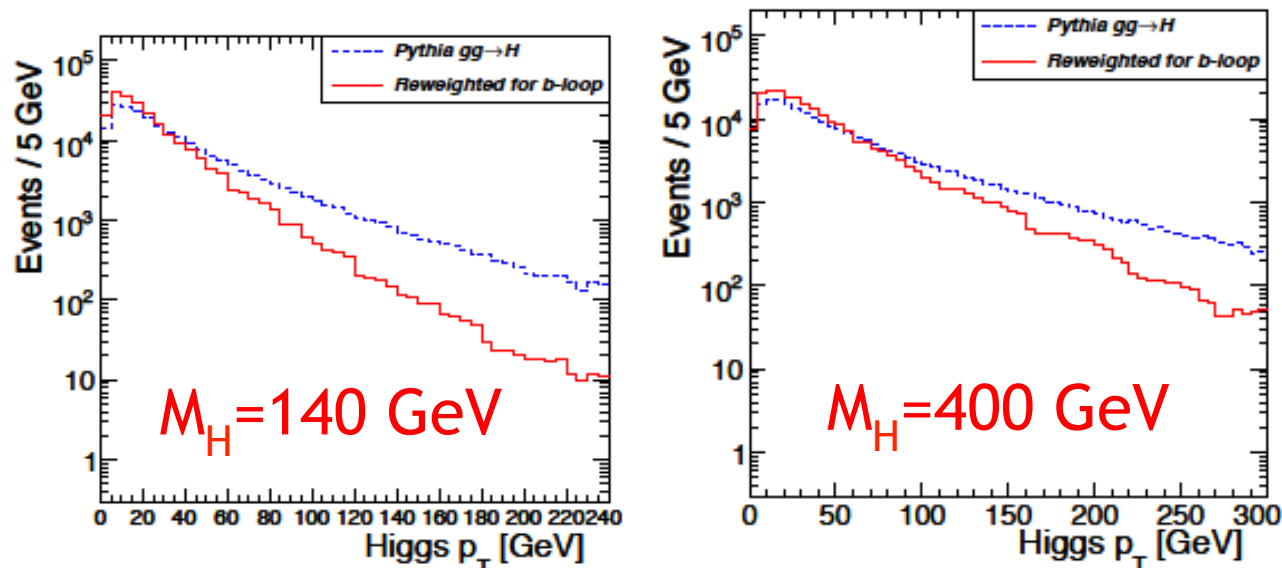 Pythia gg→H
Reweighted for b-loop
Events / 5 GeV
10⁵
10⁴
10³
10²
10
1
M_H=140 GeV
0 20 40 60 80 100 120 140 160 180 200 220240
Higgs p_T [GeV]
Pythia gg→H
Reweighted for b-loop
Events / 5 GeV
10⁵
10⁴
10³
10²
10
1
M_H=400 GeV
0 50 100 150 200 250 300
Higgs p_T [GeV]